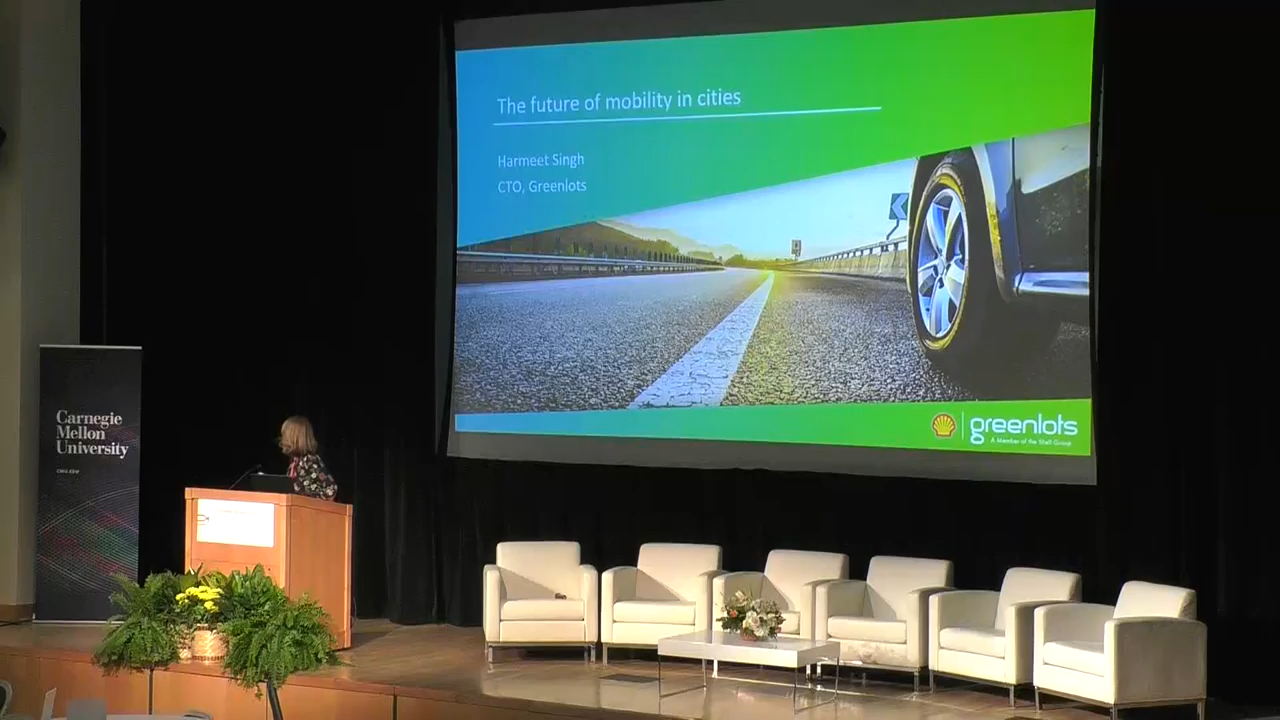 The future of mobility in cities
Harmeet Singh
CTO, Greenlots
greenlots
A Member of the Shell Group
Carnegie
Mellon
University